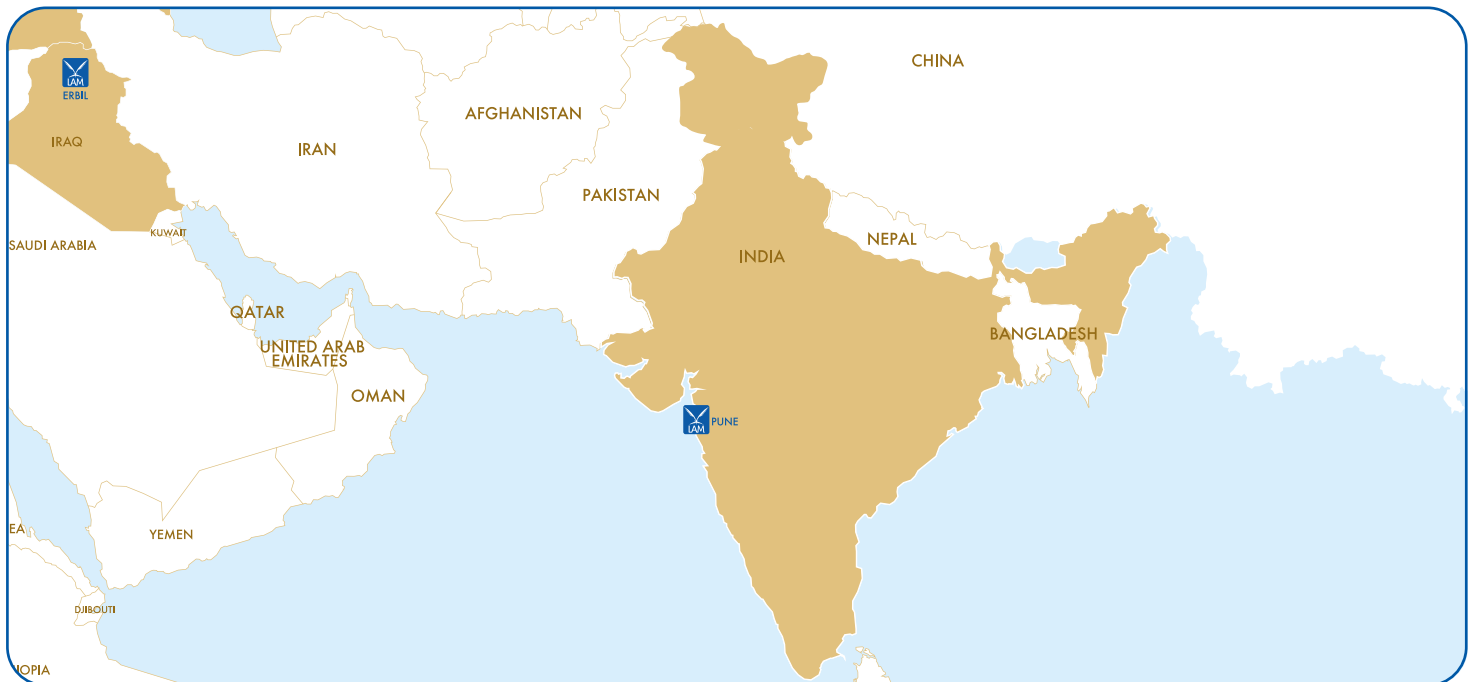 CHINA
LAM
ERBIL
AFGHANISTAN
IRAQ
IRAN
PAKISTAN
KUWAIT
NEPAL
SAUDI ARABIA
INDIA
QATAR
BANGLADESH
UNITED ARAB
EMIRATES
OMAN
LAM
PUNE
EA
YEMEN
DJIBOUTI
IOPIA